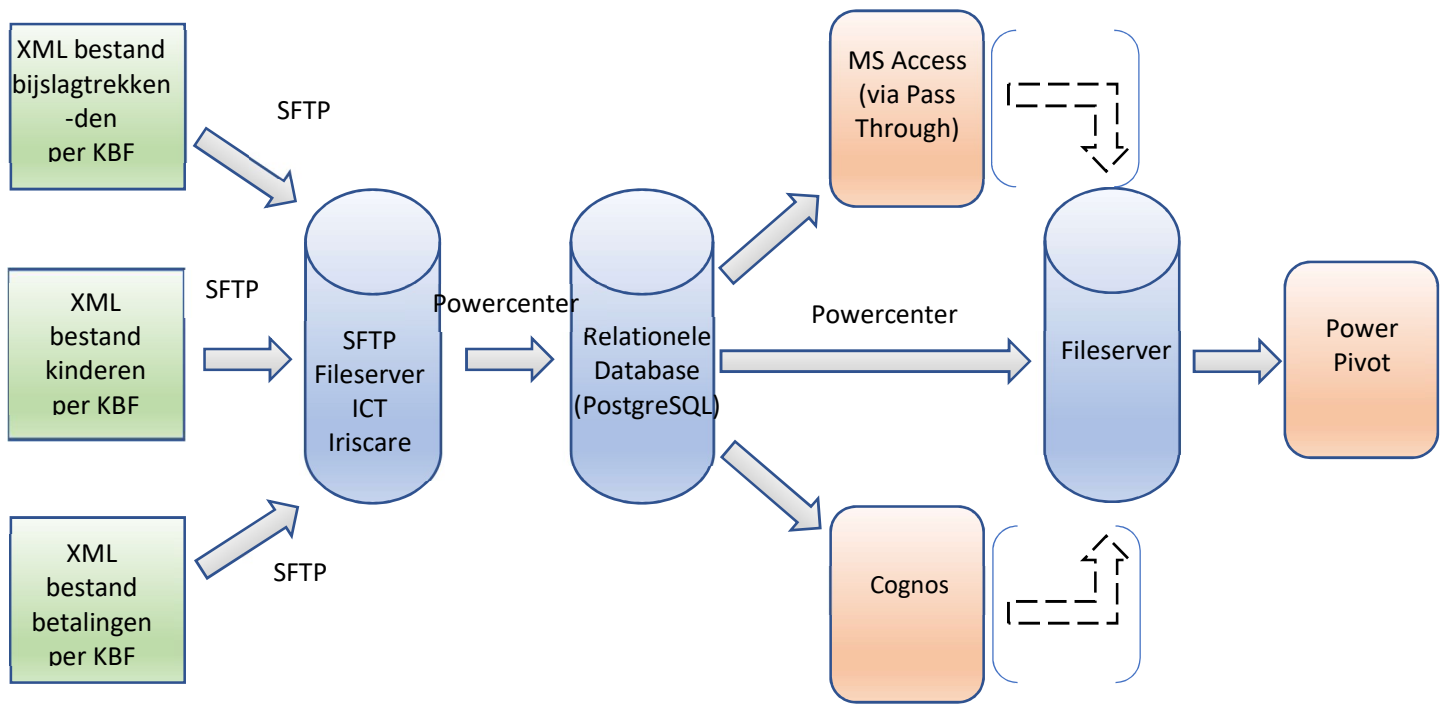 XML bestand
bijslagtrekken
-den
per KBF
SFTP
XML
bestand
kinderen
per KBF
SFTP
XML
bestand
betalingen
per KBF
SFTP
SFTP
Fileserver
ICT
Iriscare
Powercenter
Relationele
Database
(PostgreSQL)
MS Access
(via Pass
Through)
Powercenter
Cognos
Fileserver
Power
Pivot